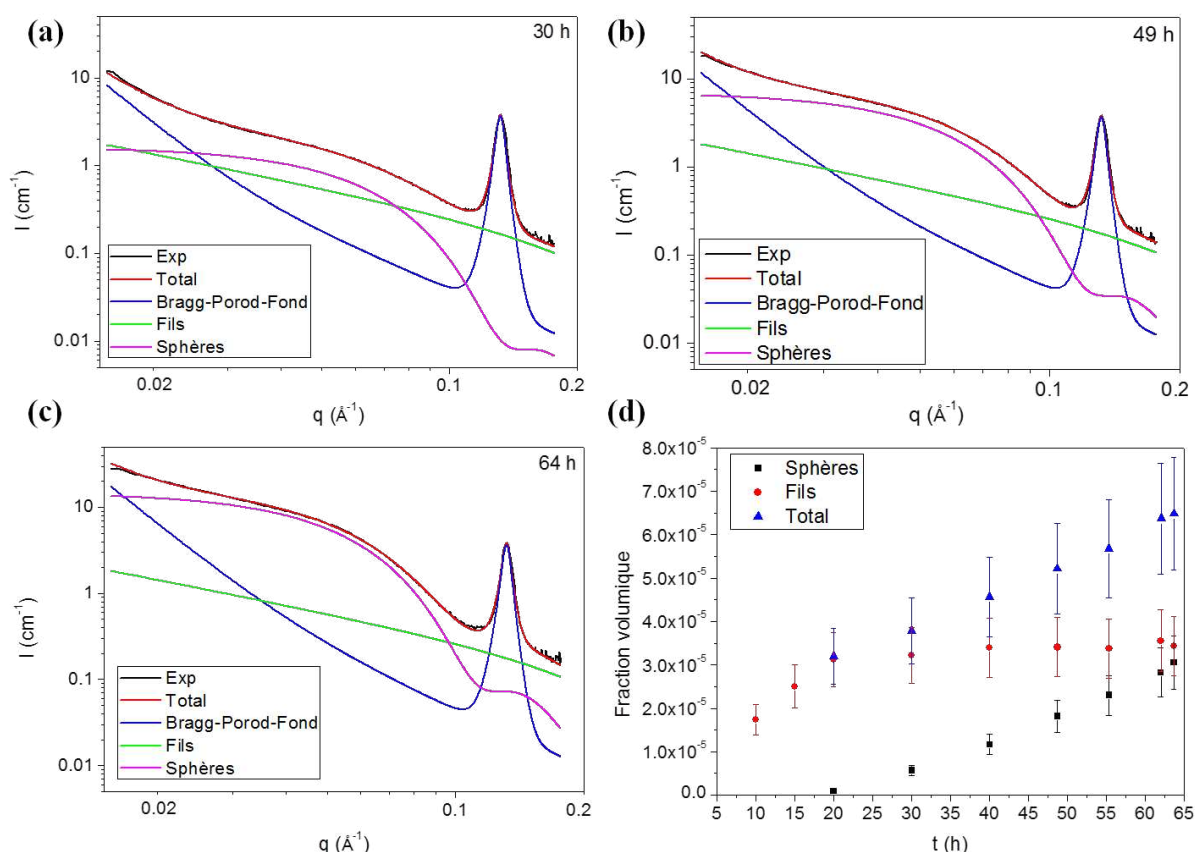 (a)
30 h
10
1
0.1
0.01
I (cm⁻¹)
Exp
Total
Bragg-Porod-Fond
Fils
Sphères
0.02
0.1
0.2
q (Å⁻¹)
(b)
49 h
10
1
0.1
0.01
I (cm⁻¹)
Exp
Total
Bragg-Porod-Fond
Fils
Sphères
0.02
0.1
0.2
q (Å⁻¹)
(c)
64 h
10
1
0.1
0.01
I (cm⁻¹)
Exp
Total
Bragg-Porod-Fond
Fils
Sphères
0.02
0.1
0.2
q (Å⁻¹)
(d)
8.0x10⁻⁵
7.0x10⁻⁵
6.0x10⁻⁵
5.0x10⁻⁵
4.0x10⁻⁵
3.0x10⁻⁵
2.0x10⁻⁵
1.0x10⁻⁵
0.0
Fraction volumique
Sphères
Fils
Total
5 10 15 20 25 30 35 40 45 50 55 60 65
t (h)